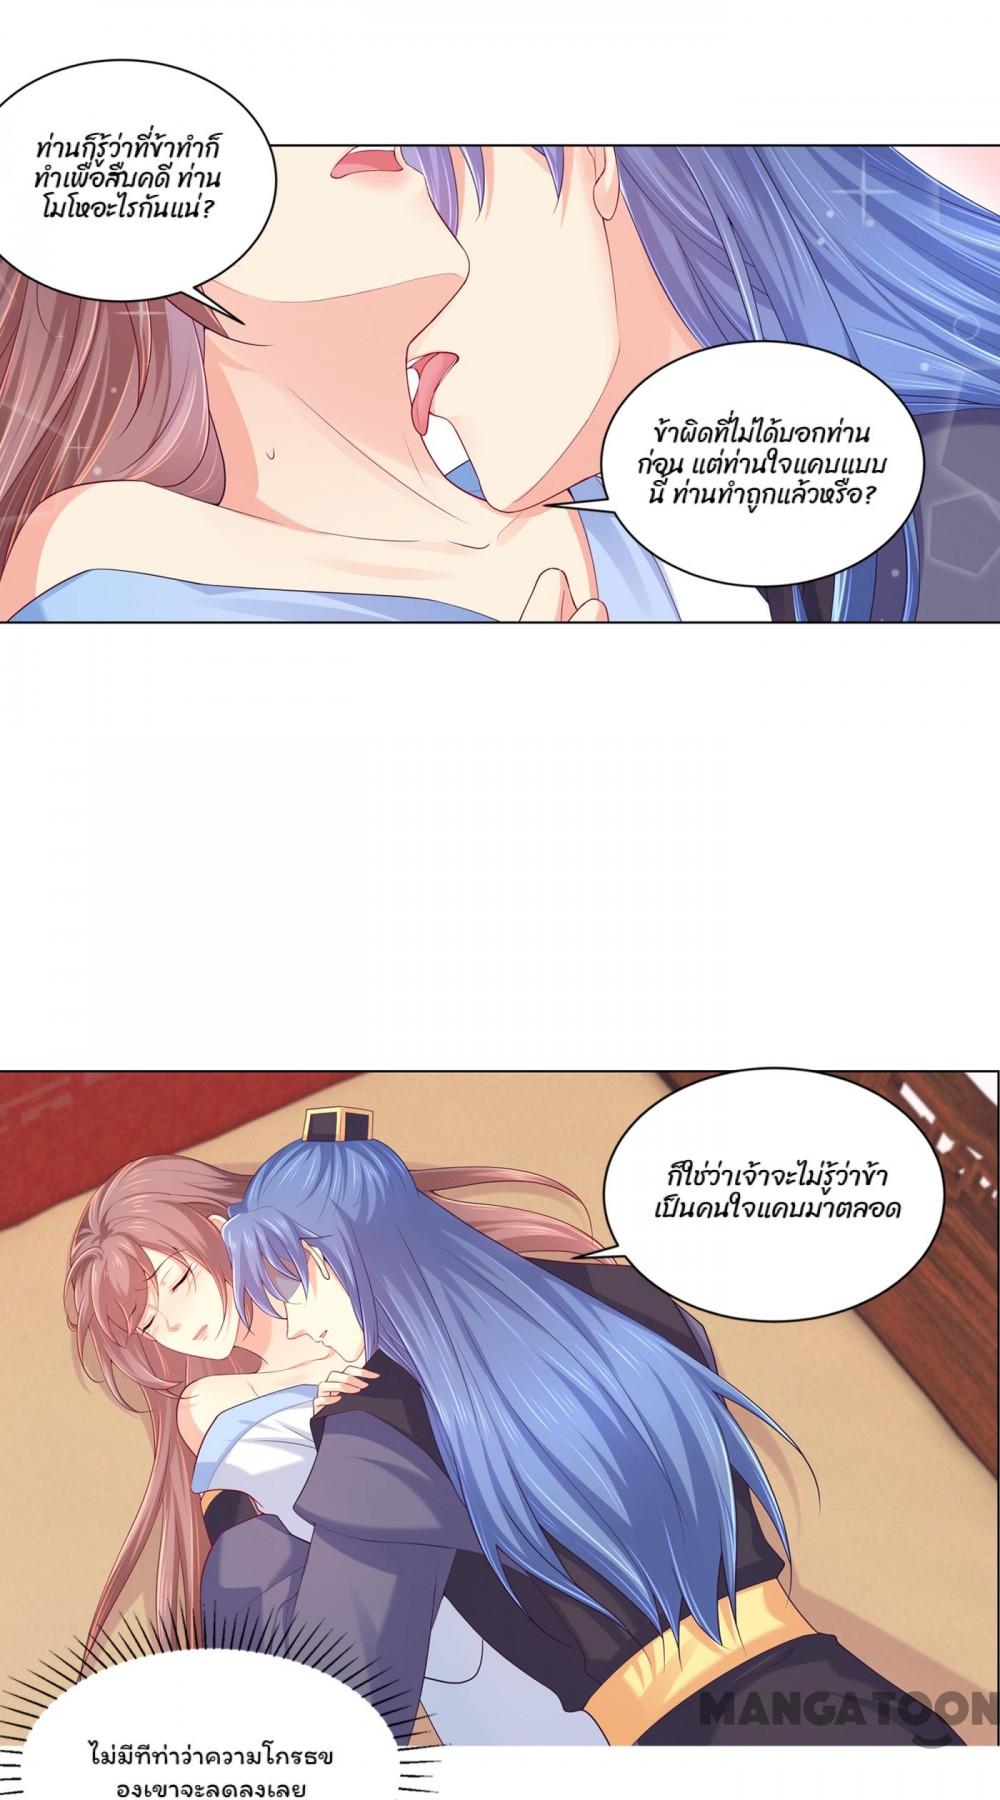 ท่านก็รู้ว่าที่ข้าทำก็
ทำเพื่อสืบคดี ท่าน
โมโหอะไรกันแน่?
ข้าผิดที่ไม่ได้บอกท่าน
ก่อน แต่ท่านใจแคบแบบ
นี้ ท่านทำถูกแล้วหรือ?
ก็ใช่ว่าเจ้าจะไม่รู้ว่าข้า
เป็นคนใจแคบมาตลอด
MANGATOON
ไม่มีทีท่าว่าความโกรธข
องเขาจะลดลงเลย